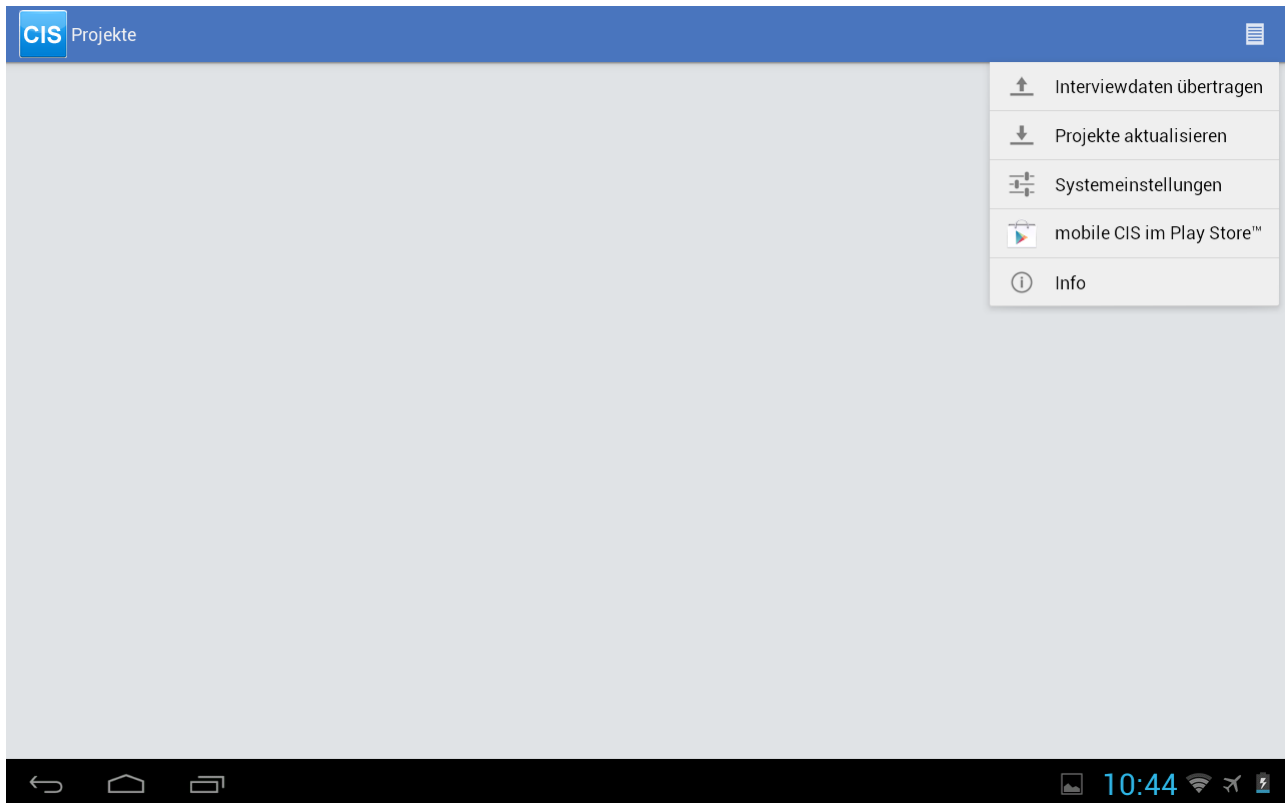 CIS Projekte
Interviewdaten übertragen
Projekte aktualisieren
Systemeinstellungen
mobile CIS im Play Store™
Info
10:44